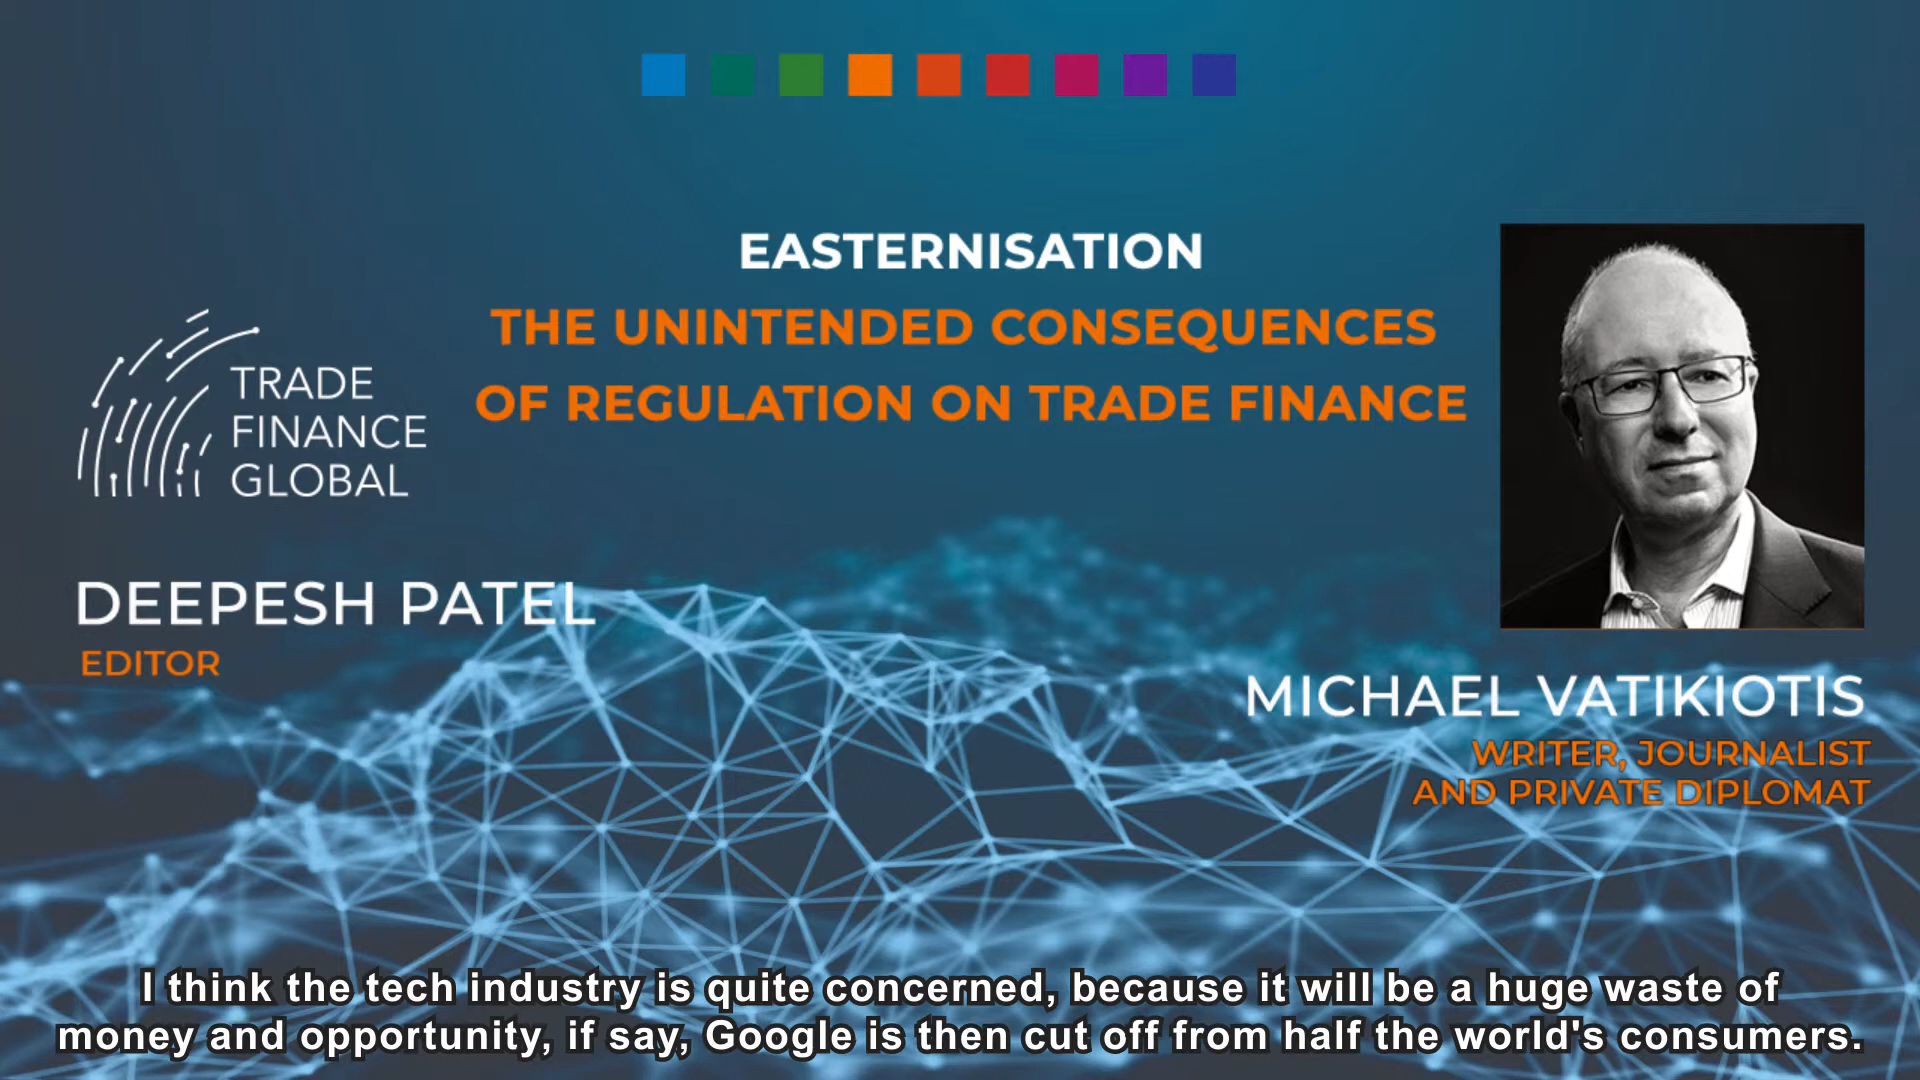 EASTERNISATION
THE UNINTENDED CONSEQUENCES
OF REGULATION ON TRADE FINANCE
TRADE
FINANCE
GLOBAL
DEEPESH PATEL
EDITOR
MICHAEL VATIKIOTIS
WRITER, JOURNALIST
AND PRIVATE DIPLOMAT
I think the tech industry is quite concerned, because it will be a huge waste of
money and opportunity, if say, Google is then cut off from half the world's consumers.